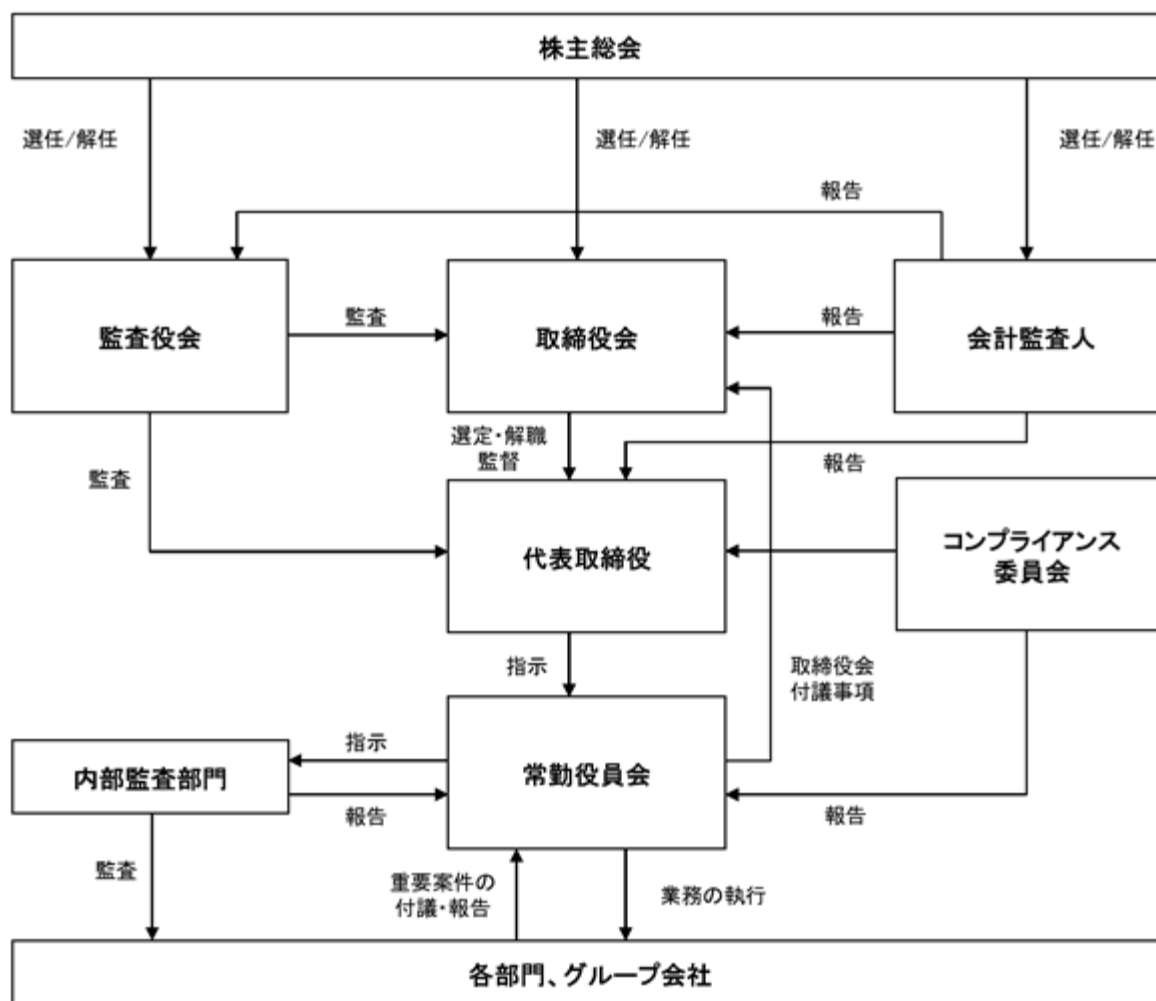 株主総会
選任/解任
選任/解任
選任/解任
報告
監査役会
監査
取締役会
報告
会計監査人
監査
選定・解職
監督
報告
代表取締役
コンプライアンス
委員会
指示
取締役会
付議事項
内部監査部門
指示
報告
常勤役員会
報告
監査
重要案件の
付議・報告
業務の執行
各部門、グループ会社